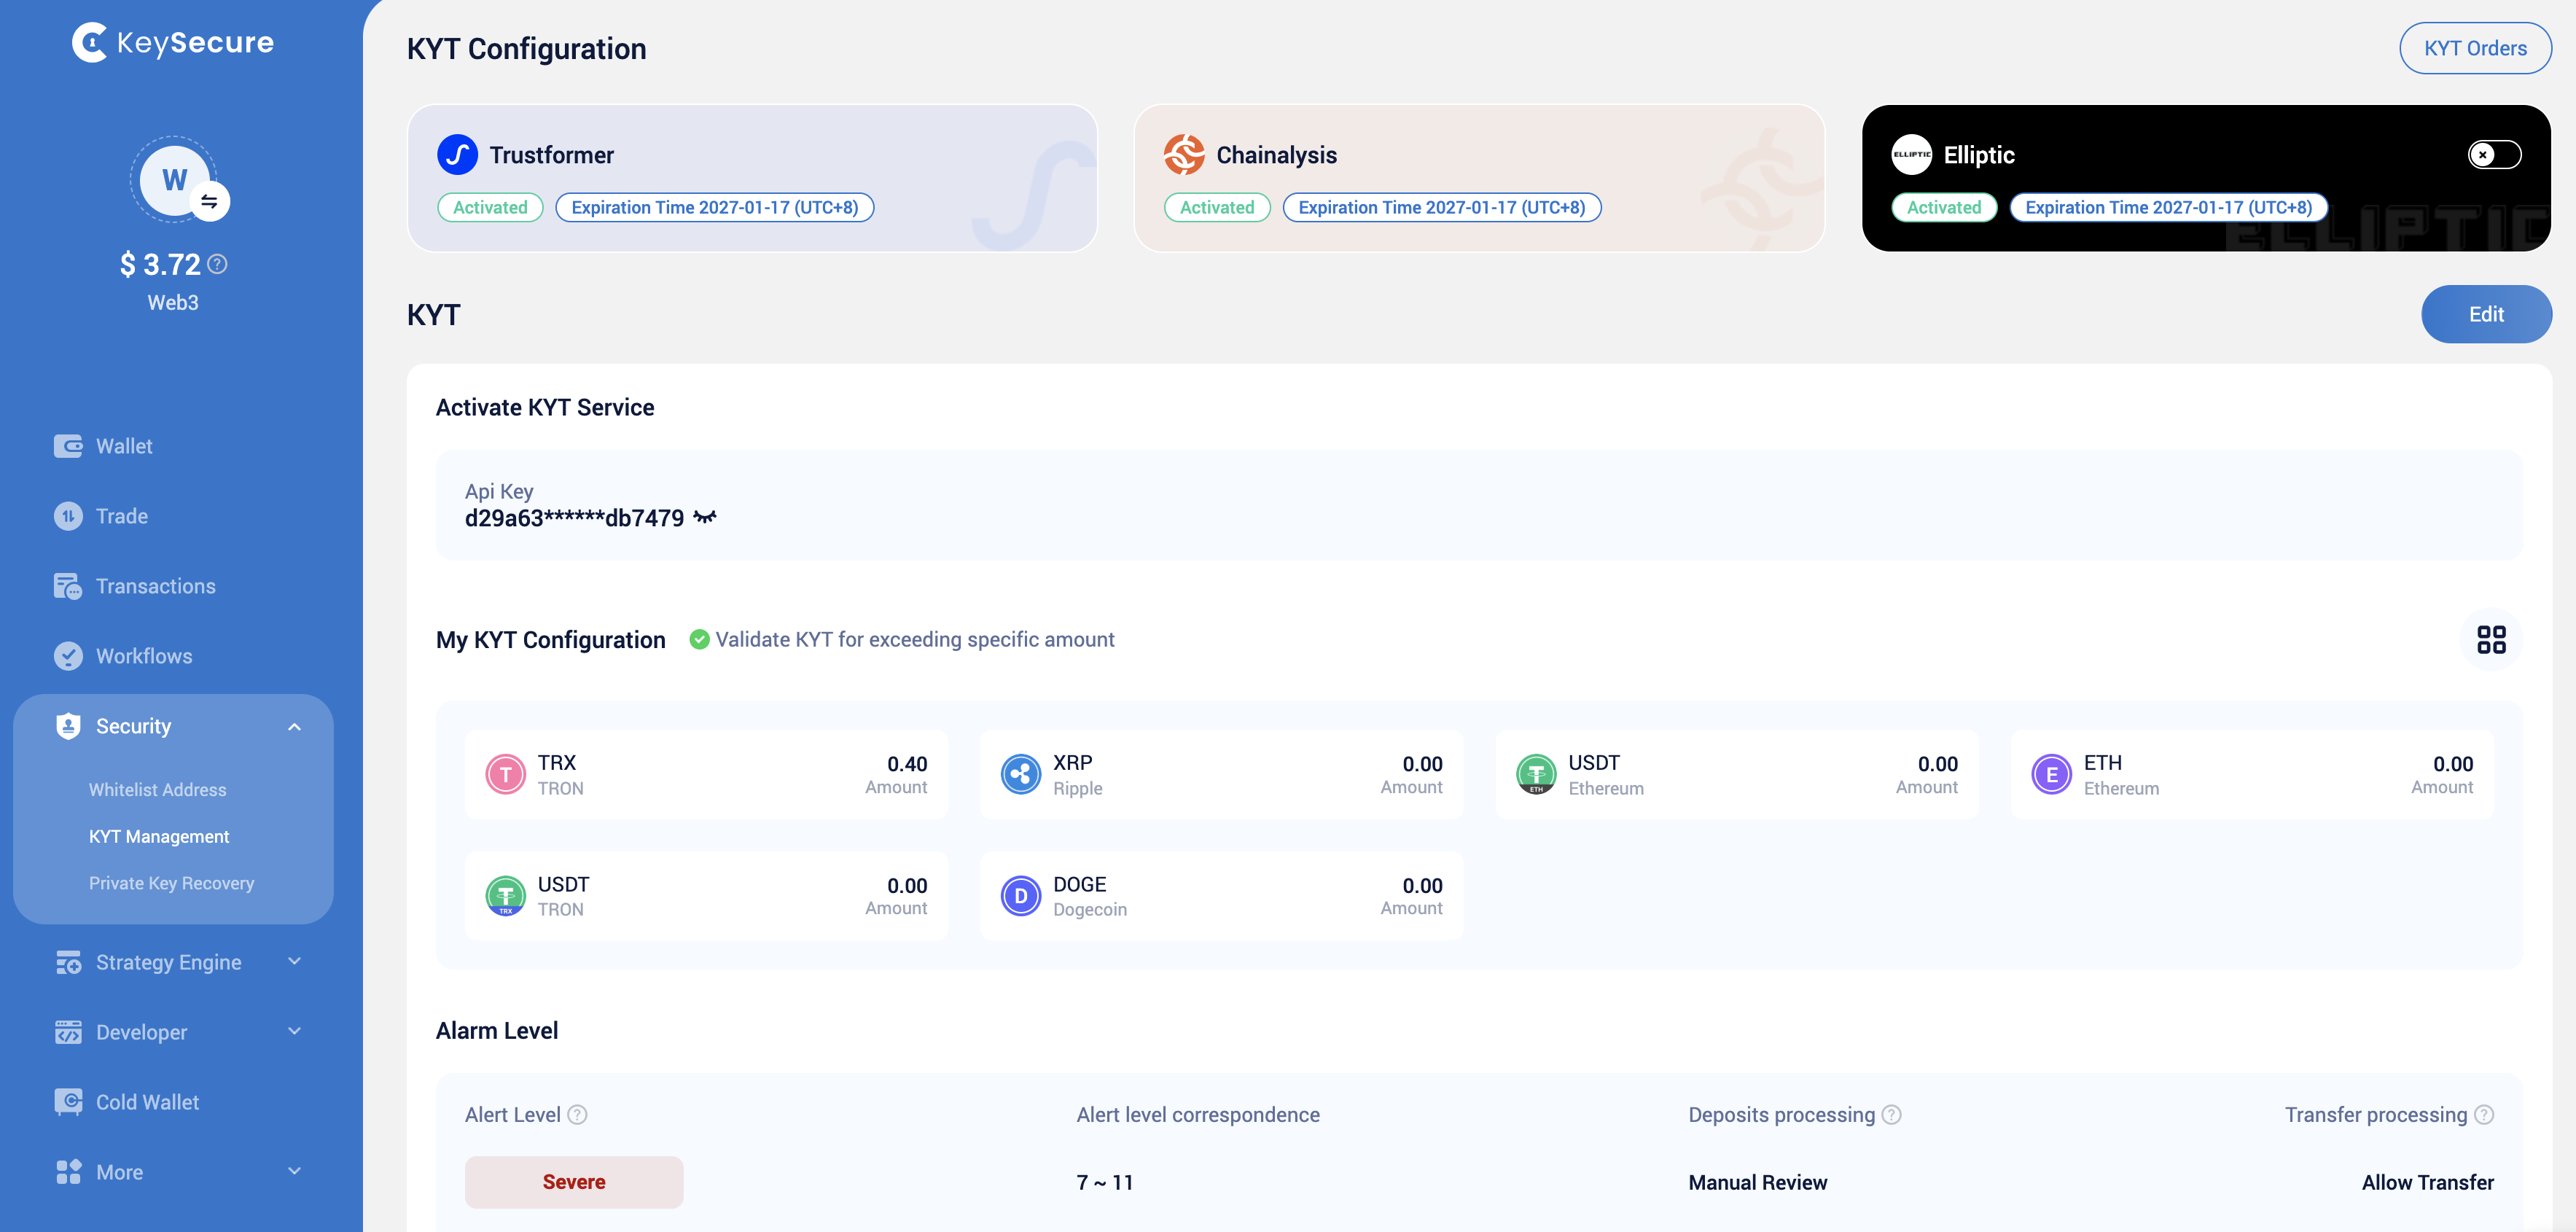 KeySecure
W
$ 3.72
Web3
Wallet
Trade
Transactions
Workflows
Security
Whitelist Address
KYT Management
Private Key Recovery
Strategy Engine
Developer
Cold Wallet
More
KYT Configuration
KYT Orders
Trustformer
Activated
Expiration Time 2027-01-17 (UTC+8)
Chainalysis
Activated
Expiration Time 2027-01-17 (UTC+8)
ELLIPTIC
Elliptic
Activated
Expiration Time 2027-01-17 (UTC+8)
ELLIPTIC
KYT
Edit
Activate KYT Service
Api Key
d29a63******db7479
My KYT Configuration
Validate KYT for exceeding specific amount
T
TRX
TRON
0.40
Amount
XRP
Ripple
0.00
Amount
ETH
USDT
Ethereum
0.00
Amount
E
ETH
Ethereum
0.00
Amount
TRX
USDT
TRON
0.00
Amount
D
DOGE
Dogecoin
0.00
Amount
Alarm Level
Alert Level
Alert level correspondence
Deposits processing
Transfer processing
Severe
7 ~ 11
Manual Review
Allow Transfer